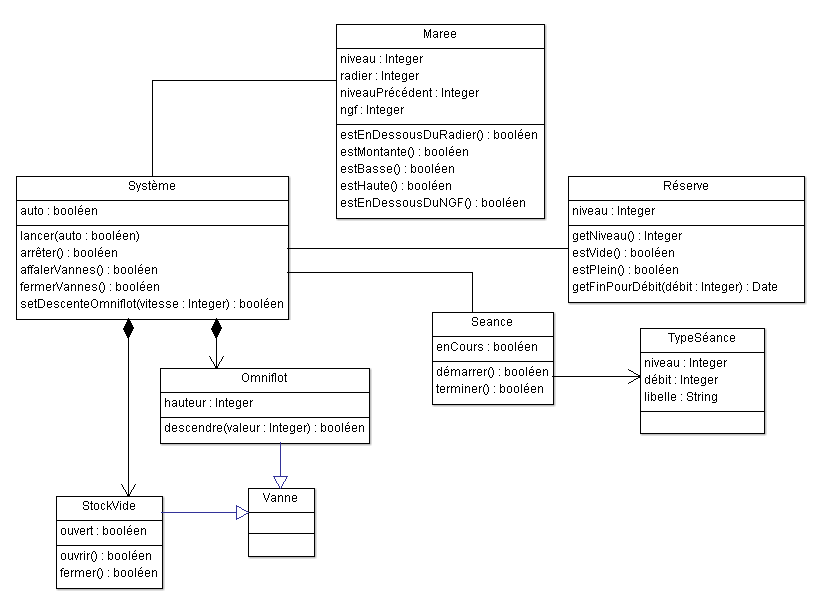 Maree
niveau : Integer
radier : Integer
niveauPrécédent : Integer
ngf : Integer
estEnDessousDuRadier() : booléen
estMontante() : booléen
estBasse() : booléen
estHaute() : booléen
estEnDessousDuNGF() : booléen
Système
auto : booléen
lancer(auto : booléen)
arrêter() : booléen
affalerVannes() : booléen
fermerVannes() : booléen
setDescenteOmniflot(vitesse : Integer) : booléen
Réserve
niveau : Integer
getNiveau() : Integer
estVide() : booléen
estPlein() : booléen
getFinPourDébit(débit : Integer) : Date
Seance
enCours : booléen
démarrer() : booléen
terminer() : booléen
TypeSéance
niveau : Integer
débit : Integer
libelle : String
Omniflot
hauteur : Integer
descendre(valeur : Integer) : booléen
StockVide
ouvert : booléen
ouvrir() : booléen
fermer() : booléen
Vanne